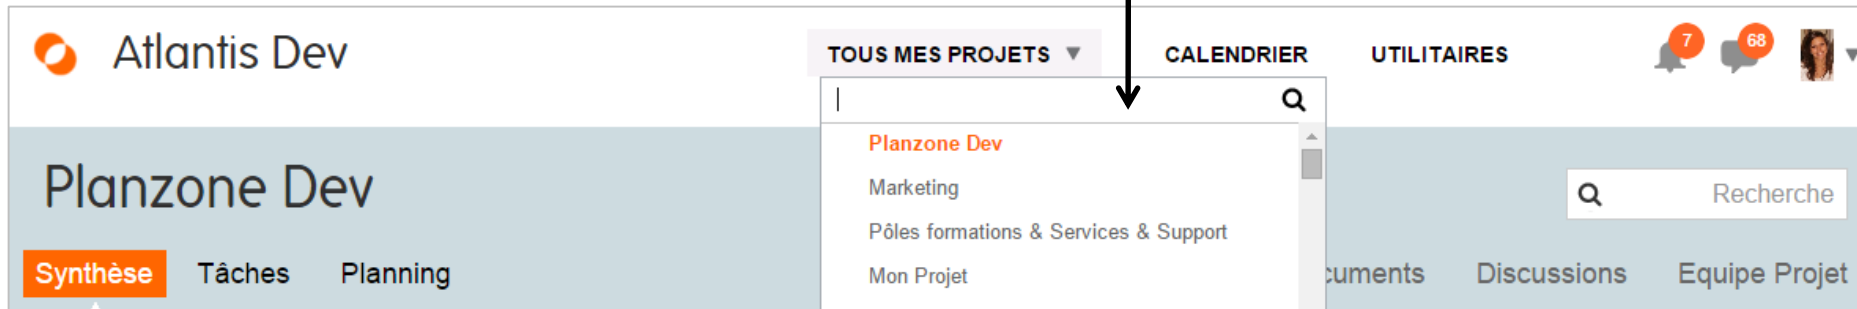 Atlantis Dev
TOUS MES PROJETS
CALENDRIER
UTILITAIRES
7
68
Planzone Dev
Marketing
Pôles formations & Services & Support
Mon Projet
Planzone Dev
Recherche
Synthèse
Tâches
Planning
cuments
Discussions
Equipe Projet